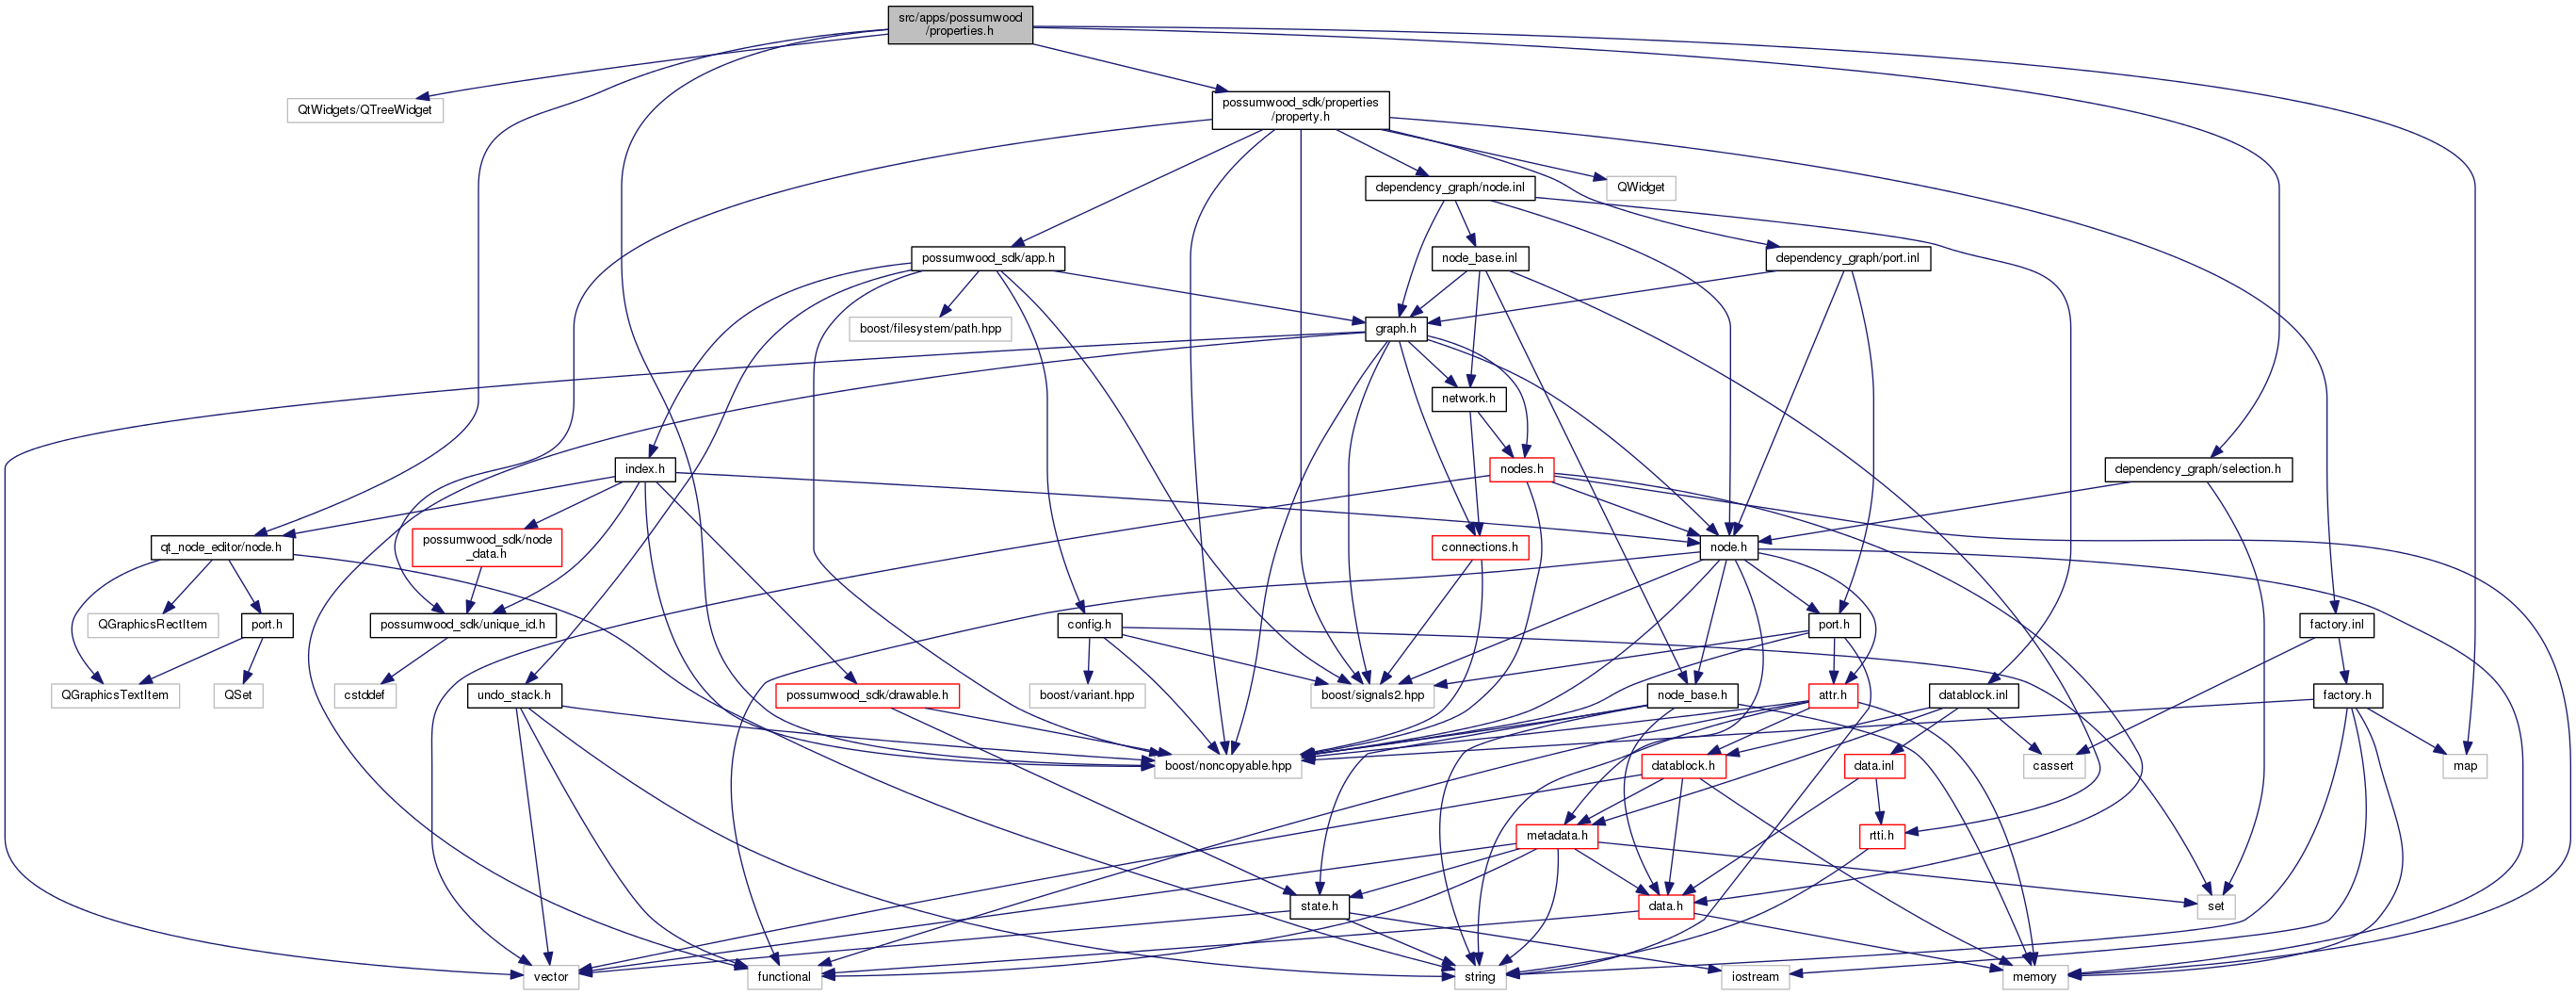 src/apps/possumwood
/properties.h
QtWidgets/QTreeWidget
possumwood_sdk/properties
/property.h
dependency_graph/node.inl
QWidget
possumwood_sdk/app.h
node_base.inl
dependency_graph/port.inl
boost/filesystem/path.hpp
graph.h
network.h
index.h
nodes.h
dependency_graph/selection.h
qt_node_editor/node.h
possumwood_sdk/node
_data.h
connections.h
node.h
QGraphicsRectItem
port.h
possumwood_sdk/unique_id.h
config.h
port.h
factory.inl
QGraphicsTextItem
QSet
cstddef
undo_stack.h
possumwood_sdk/drawable.h
boost/variant.hpp
boost/signals2.hpp
node_base.h
attr.h
datablock.inl
factory.h
boost/noncopyable.hpp
datablock.h
data.inl
cassert
map
metadata.h
rtti.h
state.h
data.h
set
vector
functional
string
iostream
memory